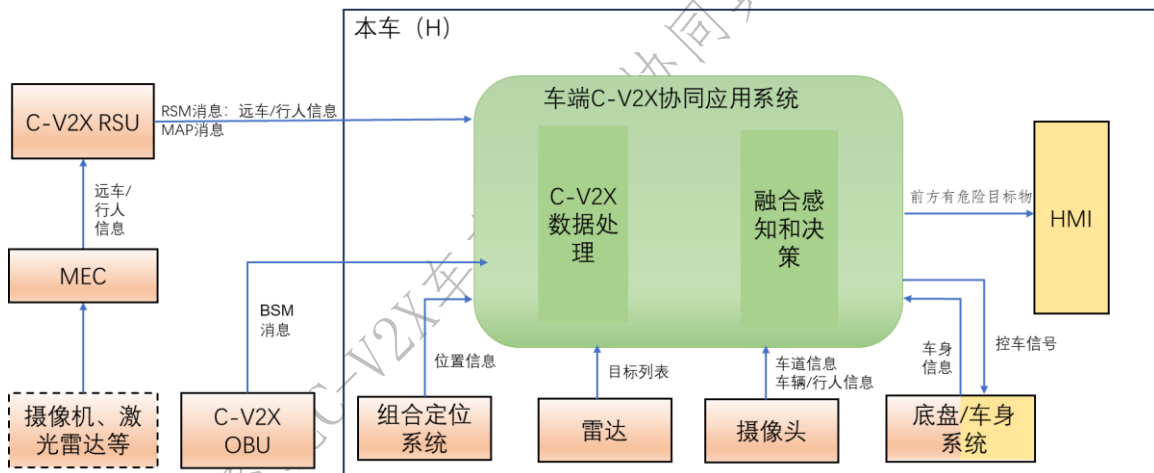 本车（H）
车端C-V2X协同应用系统
C-V2X RSU
RSM消息：远车/行人信息
MAP消息
C-V2X
数据处
理
融合感
知和决
策
前方有危险目标物
HMI
远车/
行人
信息
MEC
BSM
消息
位置信息
目标列表
车道信息
车辆/行人信息
车身
信息
控车信号
摄像机、激
光雷达等
C-V2X
OBU
组合定位
系统
雷达
摄像头
底盘/车身
系统